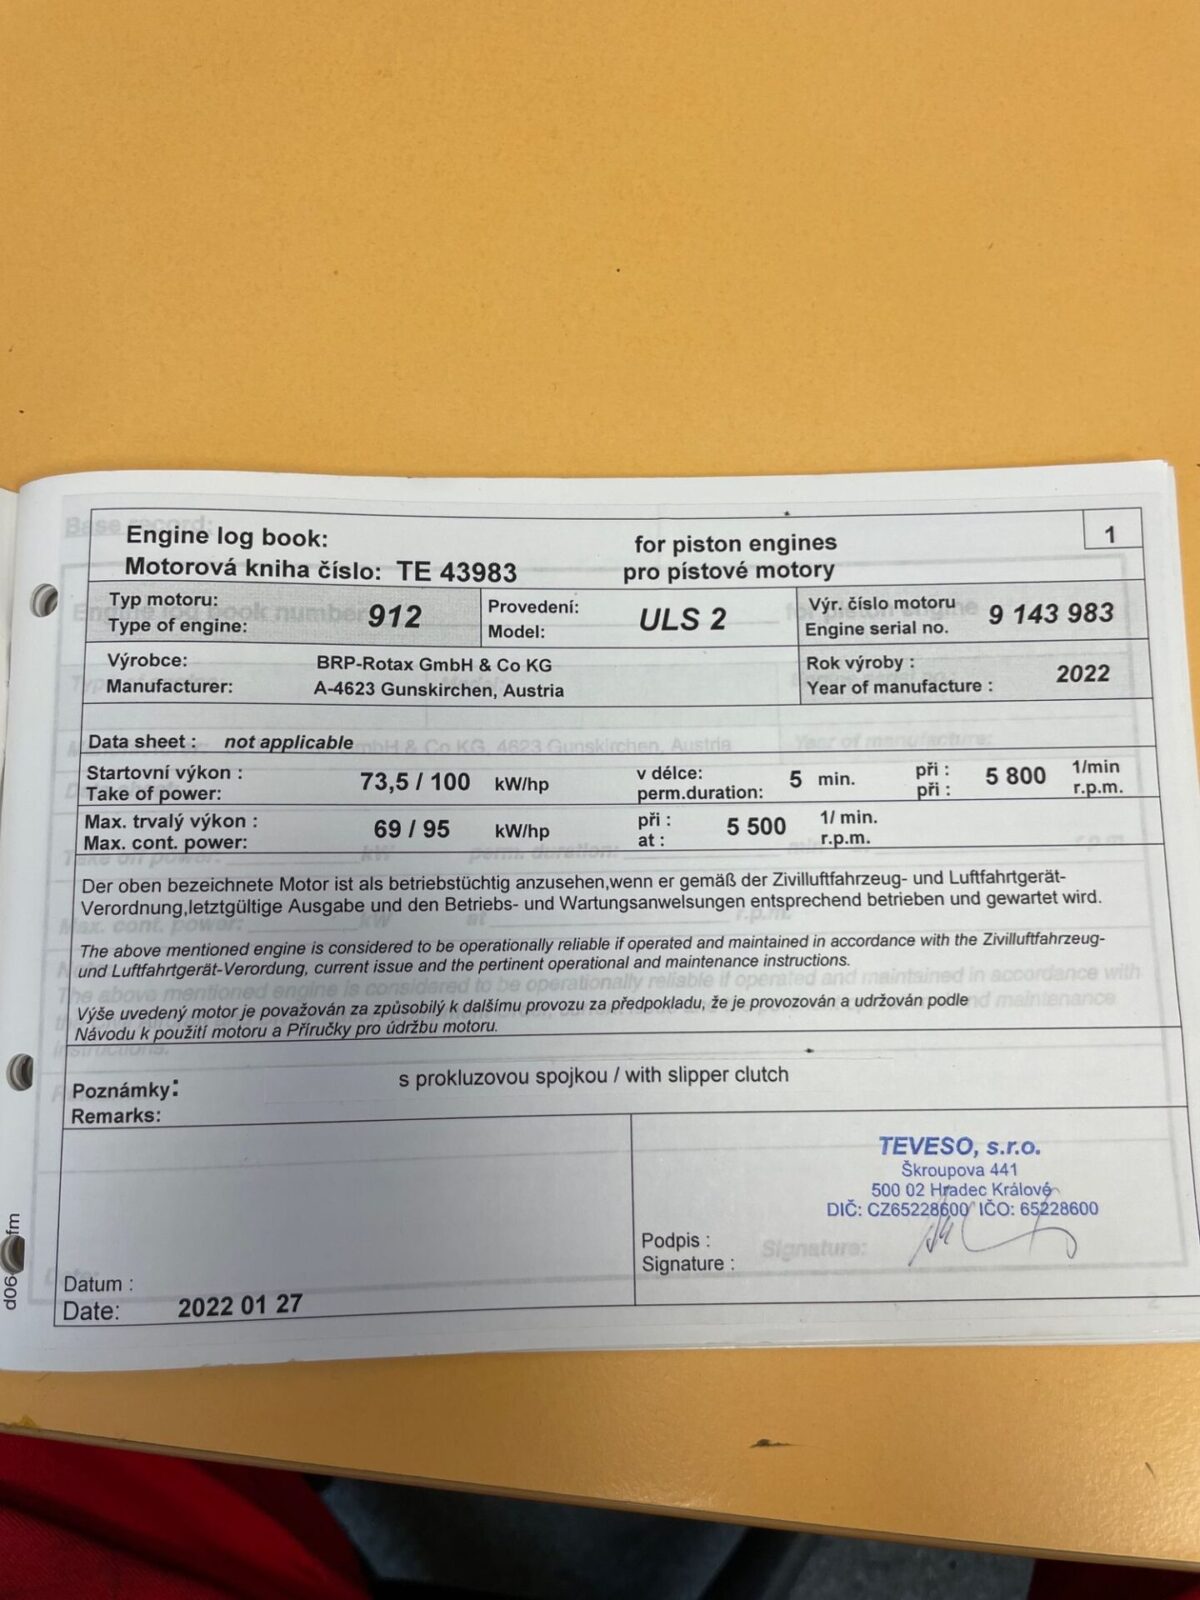 Engine log book:
for piston engines
1
Motorová kniha číslo: TE 43983
pro pístové motory
Typ motoru:
Type of engine:
912
Provedení:
Model:
ULS 2
Výr. číslo motoru
Engine serial no.
9 143 983
Výrobce:
Manufacturer:
BRP-Rotax GmbH & Co KG
A-4623 Gunskirchen, Austria
Rok výroby :
Year of manufacture :
2022
Data sheet : not applicable
Startovní výkon :
Take of power:
73,5 / 100 kW/hp
v délce:
perm.duration:
5 min.
při :
při :
5 800
1/min
r.p.m.
Max. trvalý výkon :
Max. cont. power:
69 / 95 kW/hp
při :
at :
5 500
1/ min.
r.p.m.
Der oben bezeichnete Motor ist als betriebstüchtig anzusehen,wenn er gemäß der Zivilluftfahrzeug- und Luftfahrtgerät-
Verordnung,letztgültige Ausgabe und den Betriebs- und Wartungsanwelsungen entsprechend betrieben und gewartet wird.
The above mentioned engine is considered to be operationally reliable if operated and maintained in accordance with the Zivilluftfahrzeug-
und Luftfahrtgerät-Verordung, current issue and the pertinent operational and maintenance instructions.
Výše uvedený motor je považován za způsobilý k dalšímu provozu za předpokladu, že je provozován a udržován podle
Návodu k použití motoru a Příručky pro údržbu motoru.
Poznámky:
Remarks:
s prokluzovou spojkou / with slipper clutch
TEVESO, s.r.o.
Škroupova 441
500 02 Hradec Králové
DIČ: CZ65228600 IČO: 65228600
Podpis :
Signature :
Datum :
Date: 2022 01 27